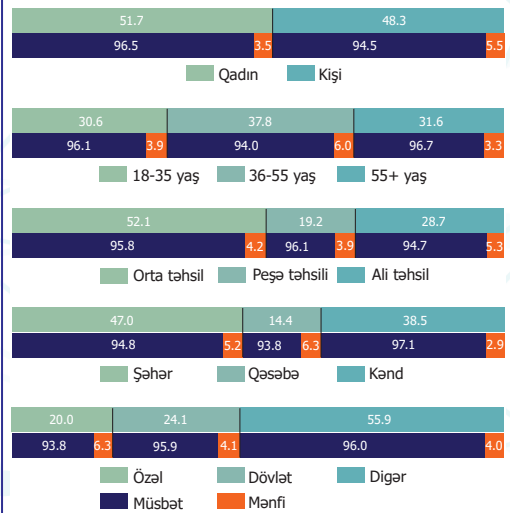 51.7 48.3
96.5 3.5 94.5 5.5
Qadın Kişi
30.6 37.8 31.6
96.1 3.9 94.0 6.0 96.7 3.3
18-35 yaş 36-55 yaş 55+ yaş
52.1 19.2 28.7
95.8 4.2 96.1 3.9 94.7 5.3
Orta təhsil Peşə təhsili Ali təhsil
47.0 14.4 38.5
94.8 5.2 93.8 6.3 97.1 2.9
Şəhər Qəsəbə Kənd
20.0 24.1 55.9
93.8 6.3 95.9 4.1 96.0 4.0
Özəl Dövlət Digər
Müsbət Mənfi